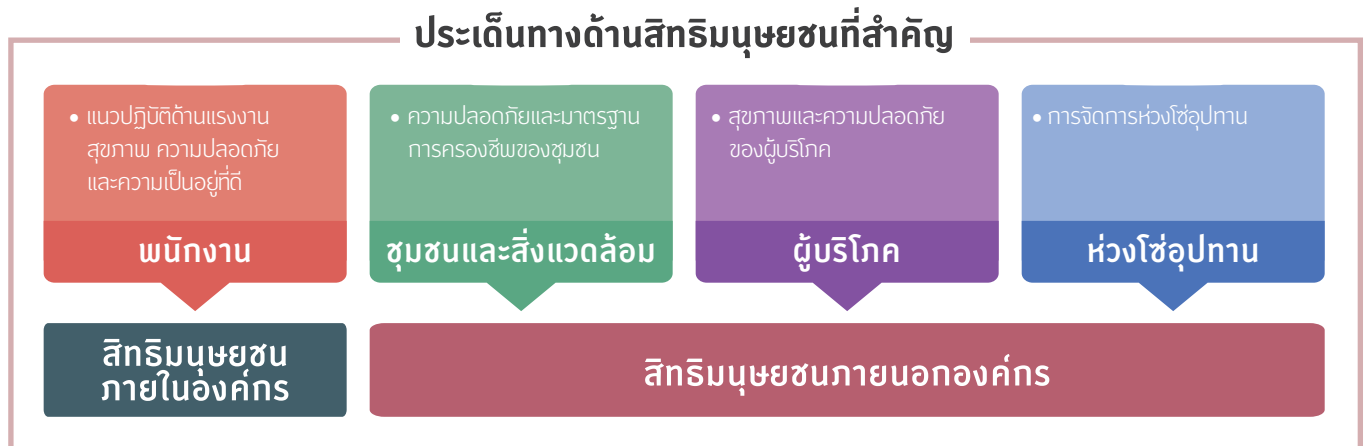 ประเด็นทางด้านสิทธิมนุษยชนที่สำคัญ
• แนวปฏิบัติด้านแรงงาน
สุขภาพ ความปลอดภัย
และความเป็นอยู่ที่ดี
พนักงาน
• ความปลอดภัยและมาตรฐาน
การครองชีพของชุมชน
ชุมชนและสิ่งแวดล้อม
• สุขภาพและความปลอดภัย
ของผู้บริโภค
ผู้บริโภค
• การจัดการห่วงโซ่อุปทาน
ห่วงโซ่อุปทาน
สิทธิมนุษยชน
ภายในองค์กร
สิทธิมนุษยชนภายนอกองค์กร